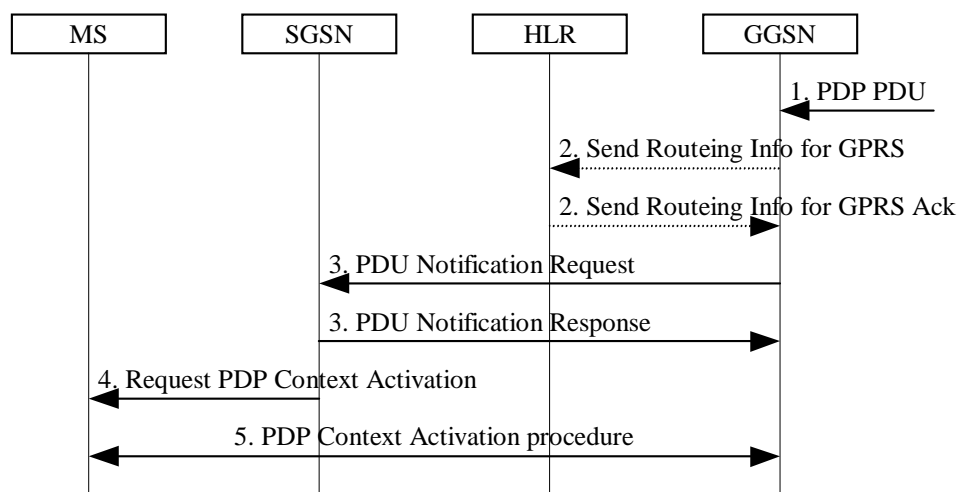 MS SGSN HLR GGSN
1. PDP PDU
2. Send Routeing Info for GPRS
2. Send Routeing Info for GPRS Ack
3. PDU Notification Request
3. PDU Notification Response
4. Request PDP Context Activation
5. PDP Context Activation procedure